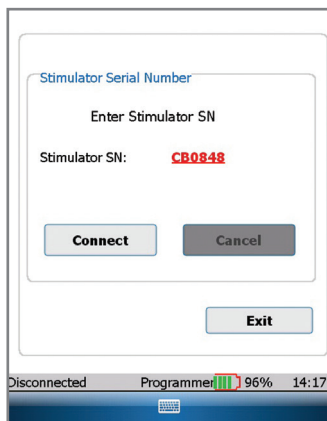 Stimulator Serial Number
Enter Stimulator SN
Stimulator SN: CB0848
Connect Cancel
Exit
Disconnected Programmer 96% 14:17